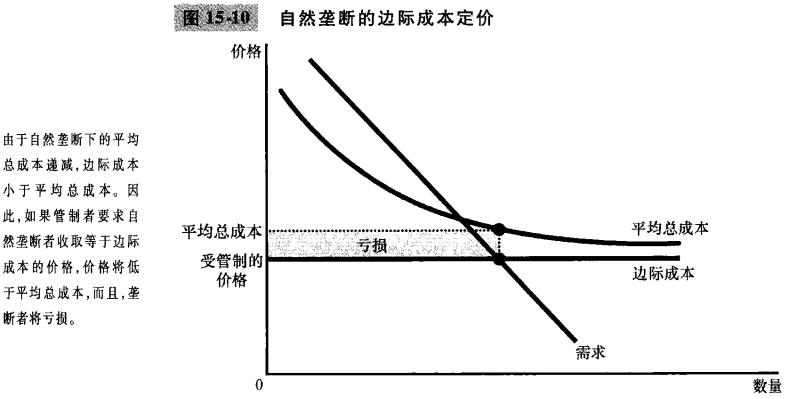 图 15-10 自然垄断的边际成本定价
由于自然垄断下的平均
总成本递减,边际成本
小于平均总成本。因
此,如果管制者要求自
然垄断者收取等于边际
成本的价格,价格将低
于平均总成本,而且,垄
断者将亏损。
价格
平均总成本
亏损
受管制的
价格
平均总成本
边际成本
需求
0
数量